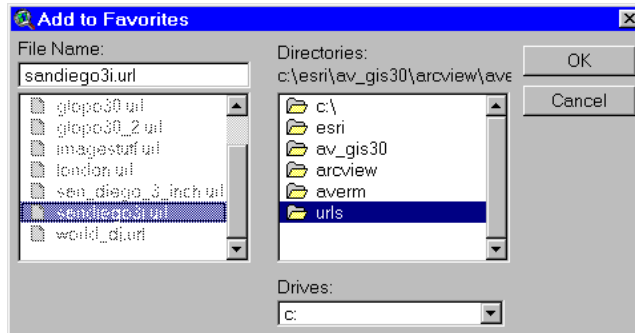 Add to Favorites
File Name:
sandiego3i.url
glopo30.url
glopo30_2.url
imagestuf.url
london.url
san_diego_3_inch.url
sandiego3i.url
world_dj.url
Directories:
c:\esri\av_gis30\arcview\ave
c:\
esri
av_gis30
arcview
averm
urls
Drives:
c:
OK
Cancel